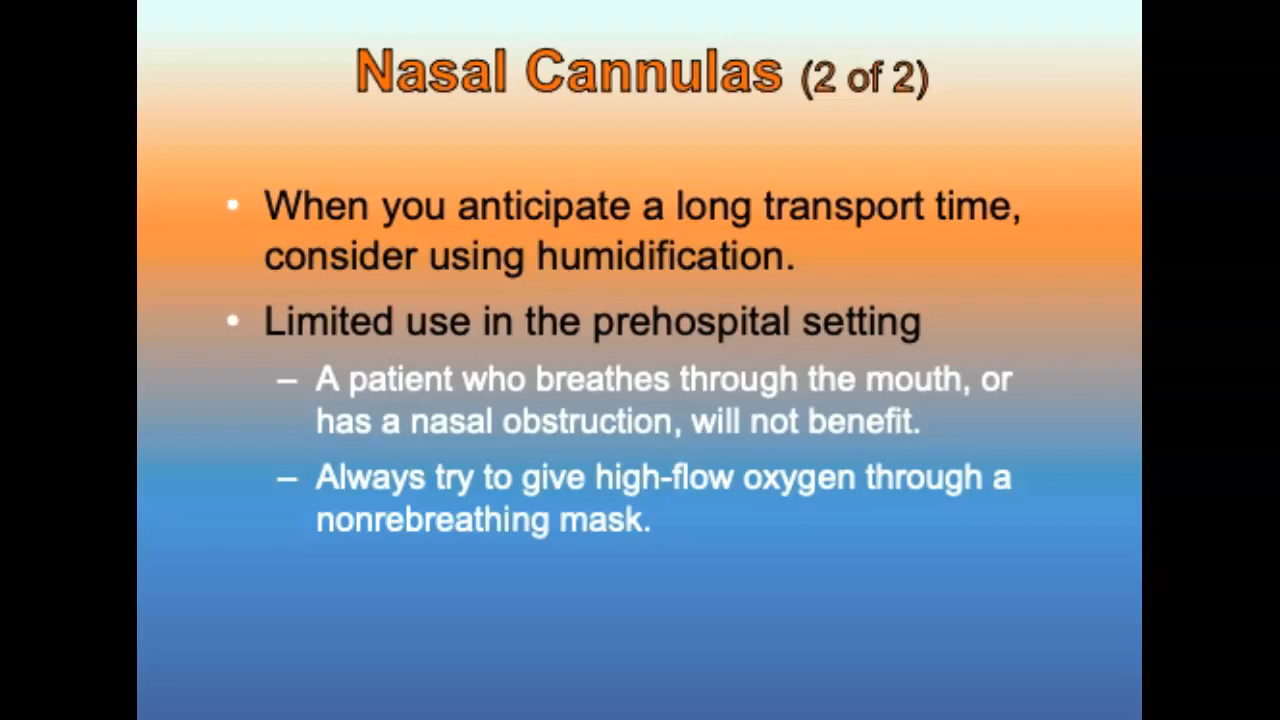 Nasal Cannulas (2 of 2)
• When you anticipate a long transport time,
consider using humidification.
• Limited use in the prehospital setting
– A patient who breathes through the mouth, or
has a nasal obstruction, will not benefit.
– Always try to give high-flow oxygen through a
nonrebreathing mask.